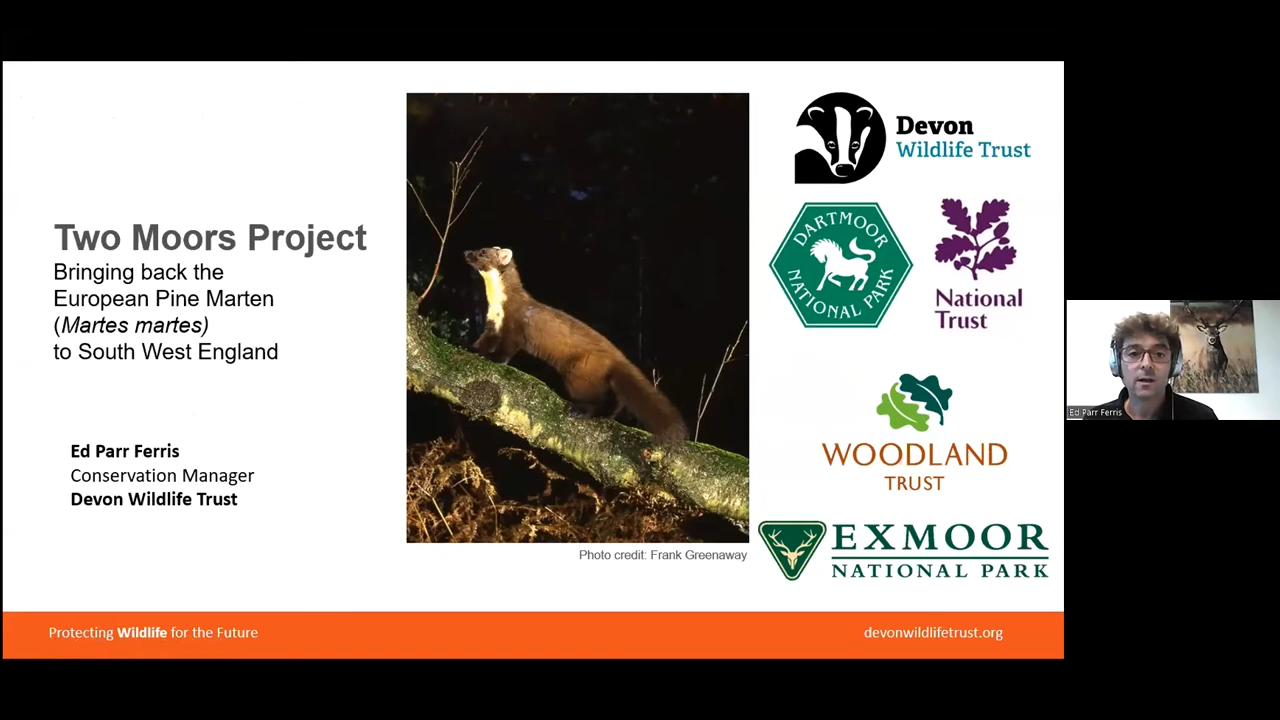 Two Moors Project
Bringing back the
European Pine Marten
(Martes martes)
to South West England
Ed Parr Ferris
Conservation Manager
Devon Wildlife Trust
Photo credit: Frank Greenaway
Devon
Wildlife Trust
DARTMOOR
NATIONAL PARK
National
Trust
WOODLAND
TRUST
EXMOOR
NATIONAL PARK
Protecting Wildlife for the Future
devonwildlifetrust.org
Ed Parr Ferris